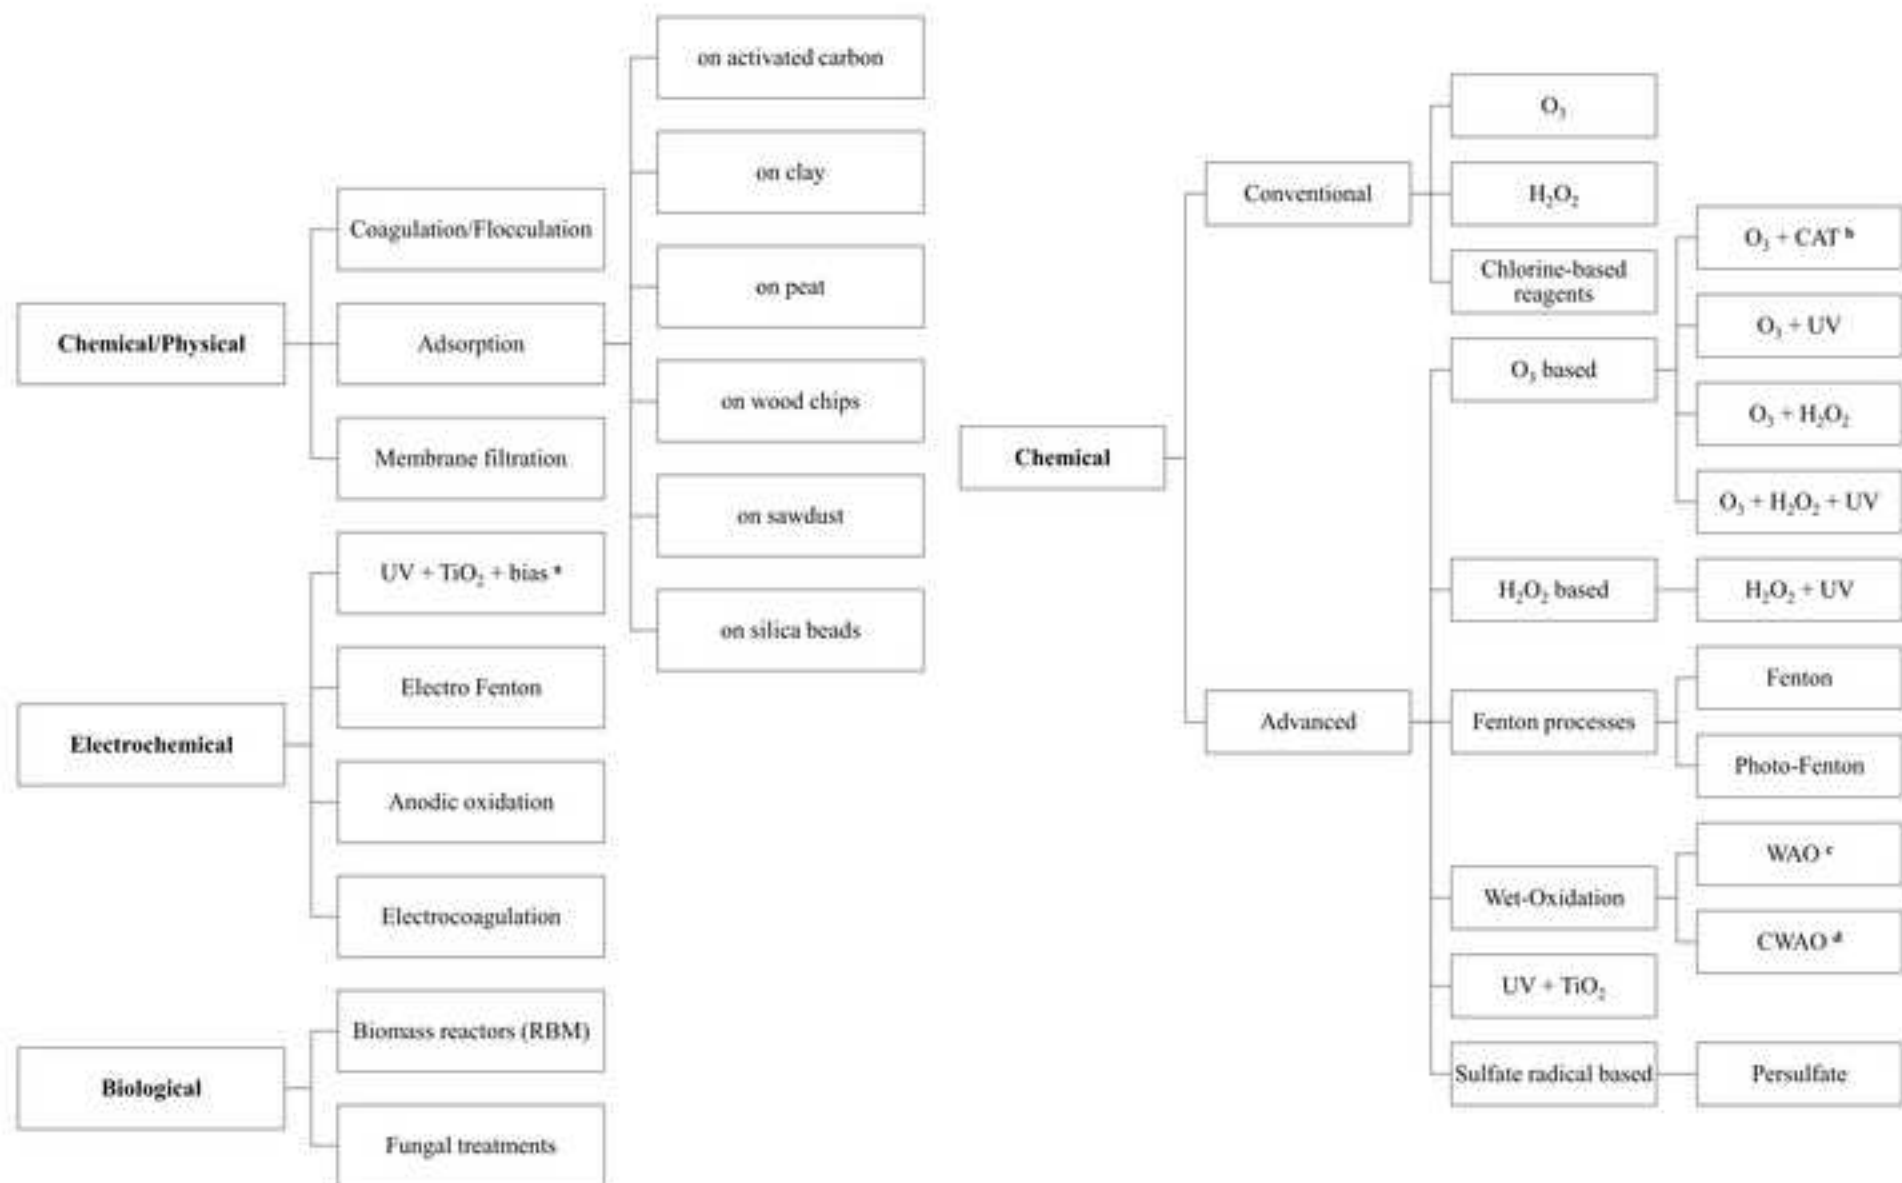 Chemical/Physical
Coagulation/Flocculation
Adsorption
Membrane filtration
on activated carbon
on clay
on peat
on wood chips
on sawdust
on silica beads
Electrochemical
UV + TiO₂ + bias ᵃ
Electro Fenton
Anodic oxidation
Electrocoagulation
Biological
Biomass reactors (RBM)
Fungal treatments
Chemical
Conventional
O₃
H₂O₂
Chlorine-based
reagents
Advanced
O₃ based
O₃ + CAT ᵇ
O₃ + UV
O₃ + H₂O₂
O₃ + H₂O₂ + UV
H₂O₂ based
H₂O₂ + UV
Fenton processes
Fenton
Photo-Fenton
Wet-Oxidation
WAO ᶜ
CWAO ᵈ
UV + TiO₂
Sulfate radical based
Persulfate